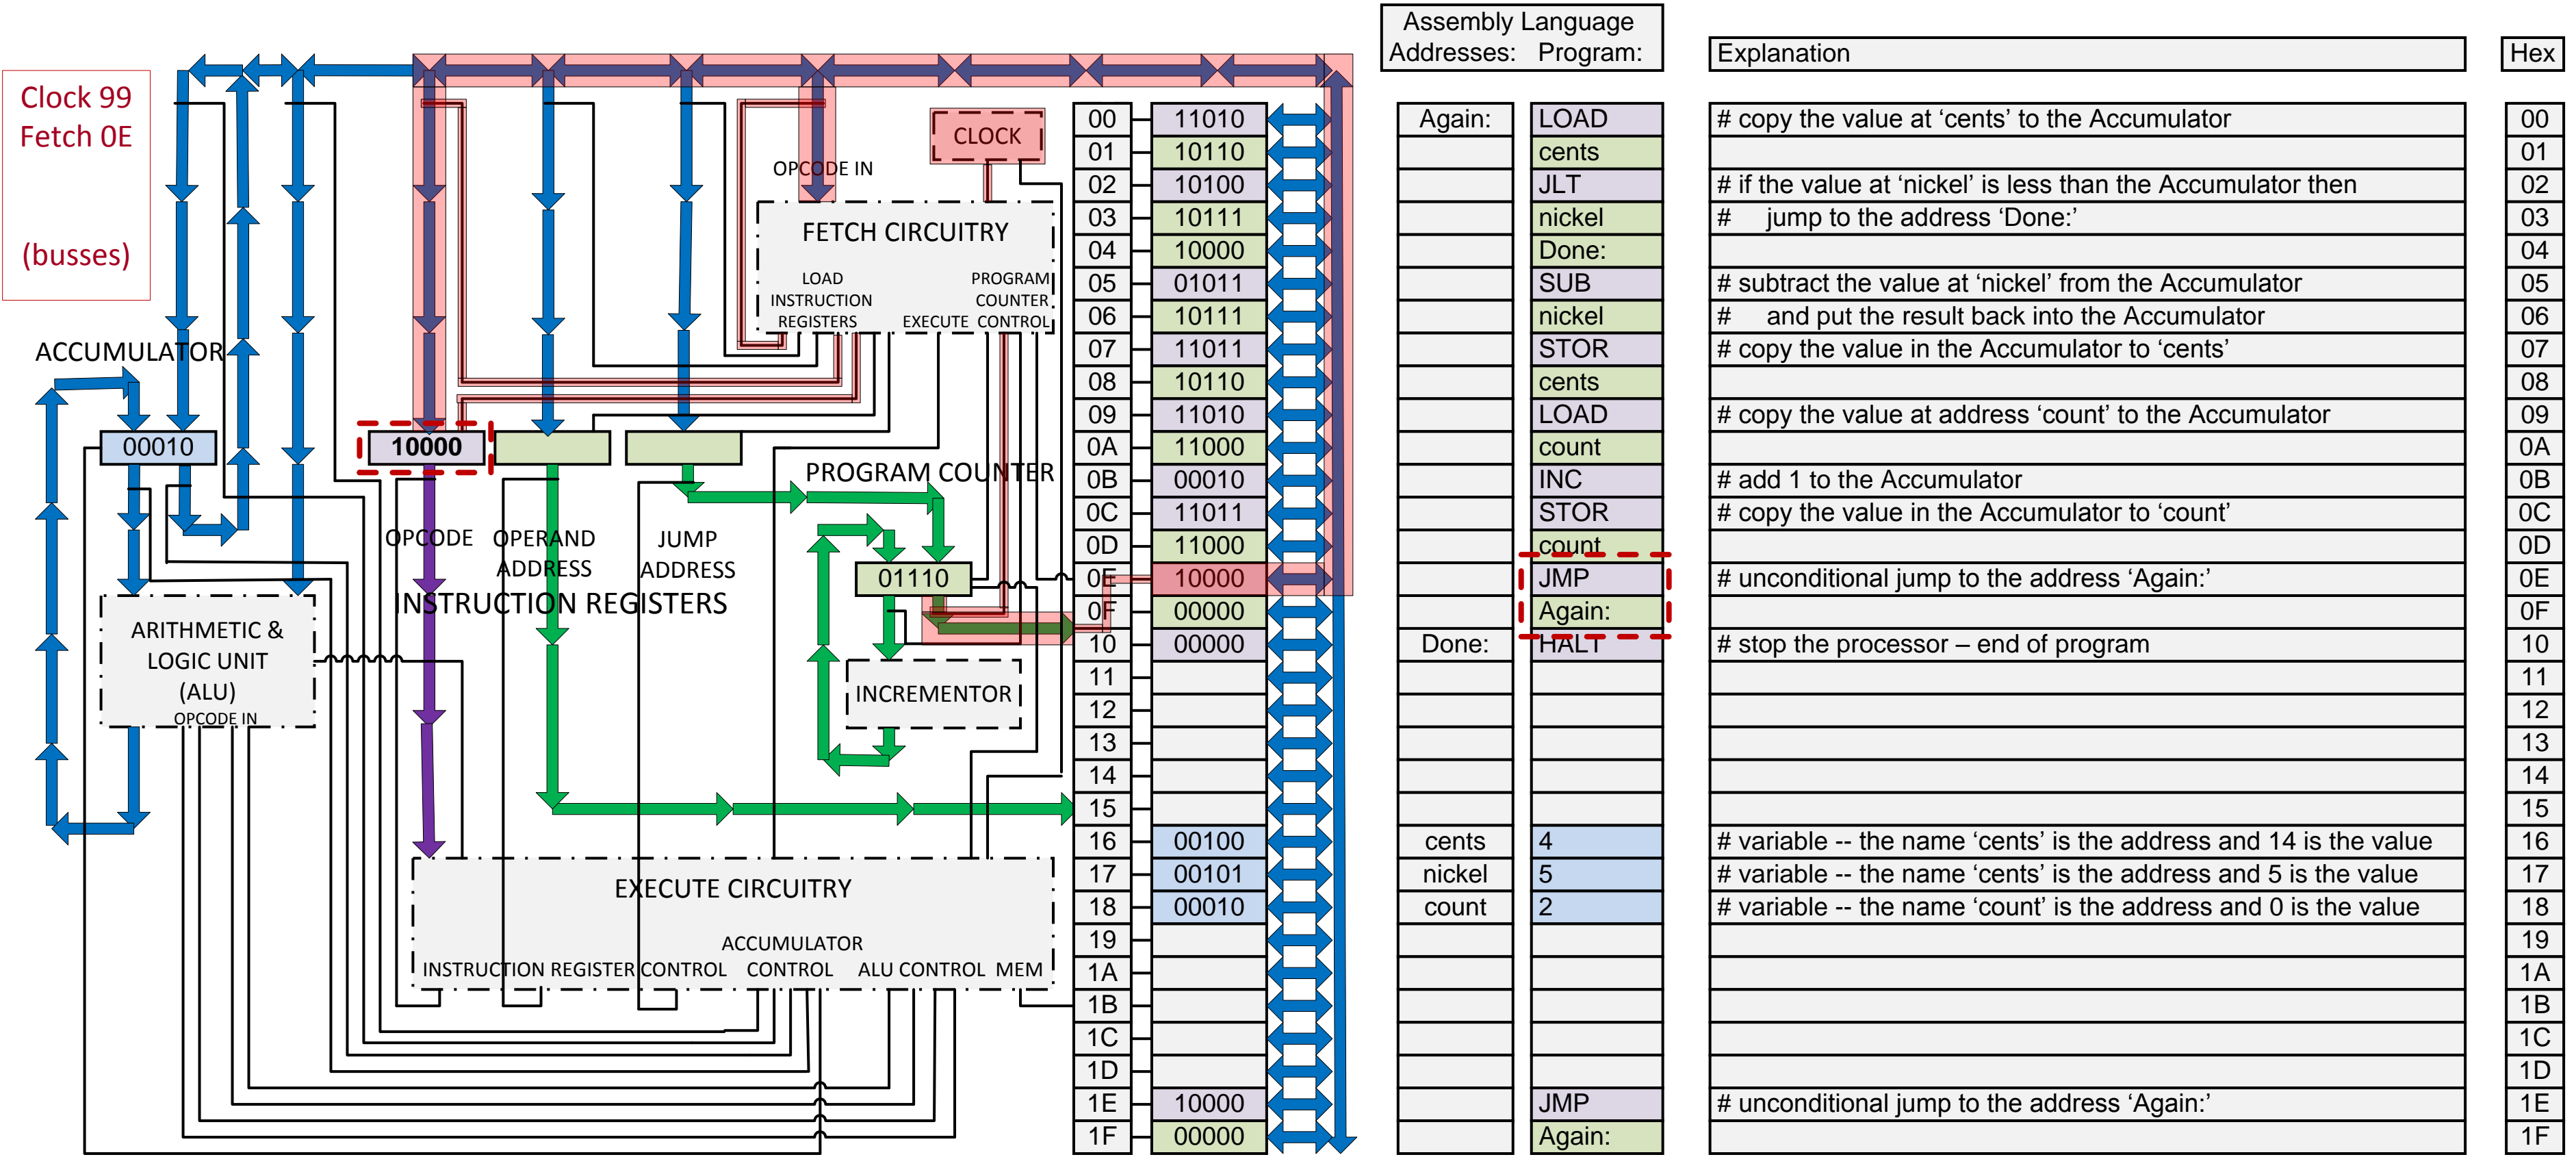 Assembly Language
Addresses: Program:
Explanation
Hex
Clock 99
Fetch 0E
(busses)
CLOCK
OPCODE IN
FETCH CIRCUITRY
LOAD INSTRUCTION REGISTERS
EXECUTE
PROGRAM COUNTER CONTROL
ACCUMULATOR
00010
10000
PROGRAM COUNTER
01110
OPCODE
OPERAND ADDRESS
JUMP ADDRESS
INSTRUCTION REGISTERS
ARITHMETIC &
LOGIC UNIT
(ALU)
OPCODE IN
INCREMENTOR
EXECUTE CIRCUITRY
INSTRUCTION REGISTER CONTROL
ACCUMULATOR CONTROL
ALU CONTROL
MEM
00 11010 Again: LOAD # copy the value at ‘cents’ to the Accumulator 00
01 10110 cents 01
02 10100 JLT # if the value at ‘nickel’ is less than the Accumulator then 02
03 10111 nickel # jump to the address ‘Done:’ 03
04 10000 Done: 04
05 01011 SUB # subtract the value at ‘nickel’ from the Accumulator 05
06 10111 nickel # and put the result back into the Accumulator 06
07 11011 STOR # copy the value in the Accumulator to ‘cents’ 07
08 10110 cents 08
09 11010 LOAD # copy the value at address ‘count’ to the Accumulator 09
0A 11000 count 0A
0B 00010 INC # add 1 to the Accumulator 0B
0C 11011 STOR # copy the value in the Accumulator to ‘count’ 0C
0D 11000 count 0D
0E 10000 JMP # unconditional jump to the address ‘Again:’ 0E
0F 00000 Again: 0F
10 00000 Done: HALT # stop the processor – end of program 10
11 11
12 12
13 13
14 14
15 15
16 00100 cents 4 # variable -- the name ‘cents’ is the address and 14 is the value 16
17 00101 nickel 5 # variable -- the name ‘cents’ is the address and 5 is the value 17
18 00010 count 2 # variable -- the name ‘count’ is the address and 0 is the value 18
19 19
1A 1A
1B 1B
1C 1C
1D 1D
1E 10000 JMP # unconditional jump to the address ‘Again:’ 1E
1F 00000 Again: 1F